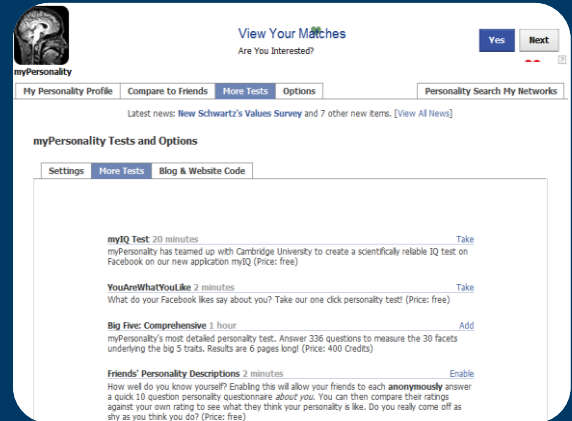 View Your Matches
Are You Interested?
Yes
Next
?
myPersonality
My Personality Profile
Compare to Friends
More Tests
Options
Personality Search My Networks
Latest news: New Schwartz's Values Survey and 7 other new items. [View All News]
myPersonality Tests and Options
Settings
More Tests
Blog & Website Code
myIQ Test 20 minutes
Take
myPersonality has teamed up with Cambridge University to create a scientifically reliable IQ test on
Facebook on our new application myIQ (Price: free)
YouAreWhatYouLike 2 minutes
Take
What do your Facebook likes say about you? Take our one click personality test! (Price: free)
Big Five: Comprehensive 1 hour
Add
myPersonality's most detailed personality test. Answer 336 questions to measure the 30 facets
underlying the big 5 traits. Results are 6 pages long! (Price: 400 Credits)
Friends' Personality Descriptions 2 minutes
Enable
How well do you know yourself? Enabling this will allow your friends to each anonymously answer
a quick 10 question personality questionnaire about you. You can then compare their ratings
against your own rating to see what they think your personality is like. Do you really come off as
shy as you think you do? (Price: free)